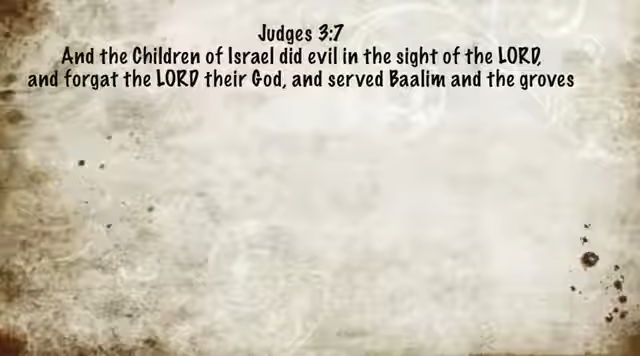 Judges 3:7
And the Children of Israel did evil in the sight of the LORD,
and forgat the LORD their God, and served Baalim and the groves